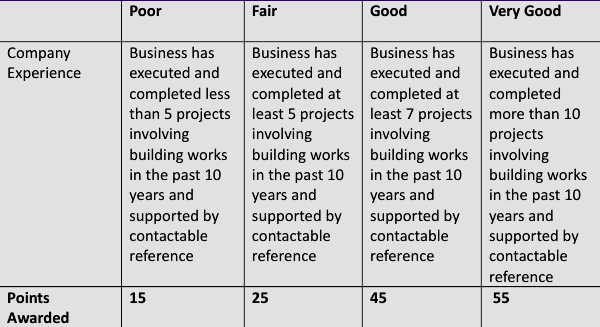 Poor Fair Good Very Good
Company Experience
Business has
executed and
completed less
than 5 projects
involving
building works
in the past 10
years and
supported by
contactable
reference
Business has
executed and
completed at
least 5 projects
involving
building works
in the past 10
years and
supported by
contactable
reference
Business has
executed and
completed at
least 7 projects
involving
building works
in the past 10
years and
supported by
contactable
reference
Business has
executed and
completed
more than 10
projects
involving
building works
in the past 10
years and
supported by
contactable
reference
Points
Awarded
15 25 45 55